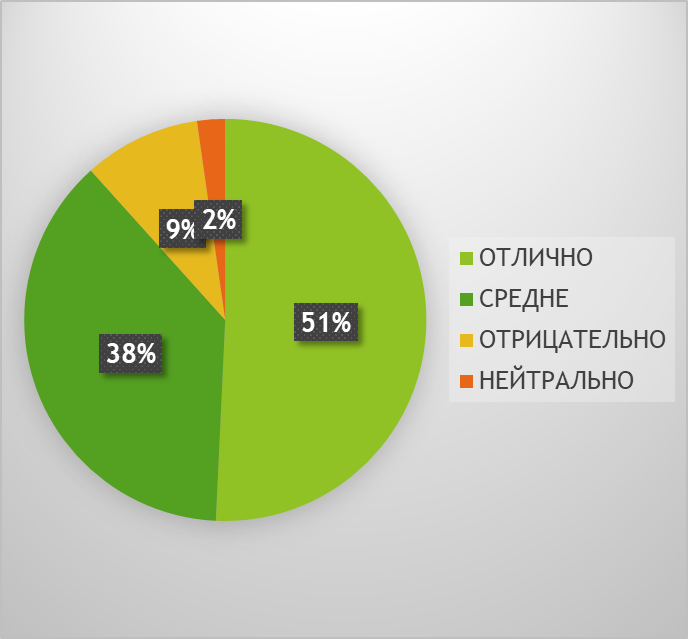 2%
9%
51%
38%
ОТЛИЧНО
СРЕДНЕ
ОТРИЦАТЕЛЬНО
НЕЙТРАЛЬНО